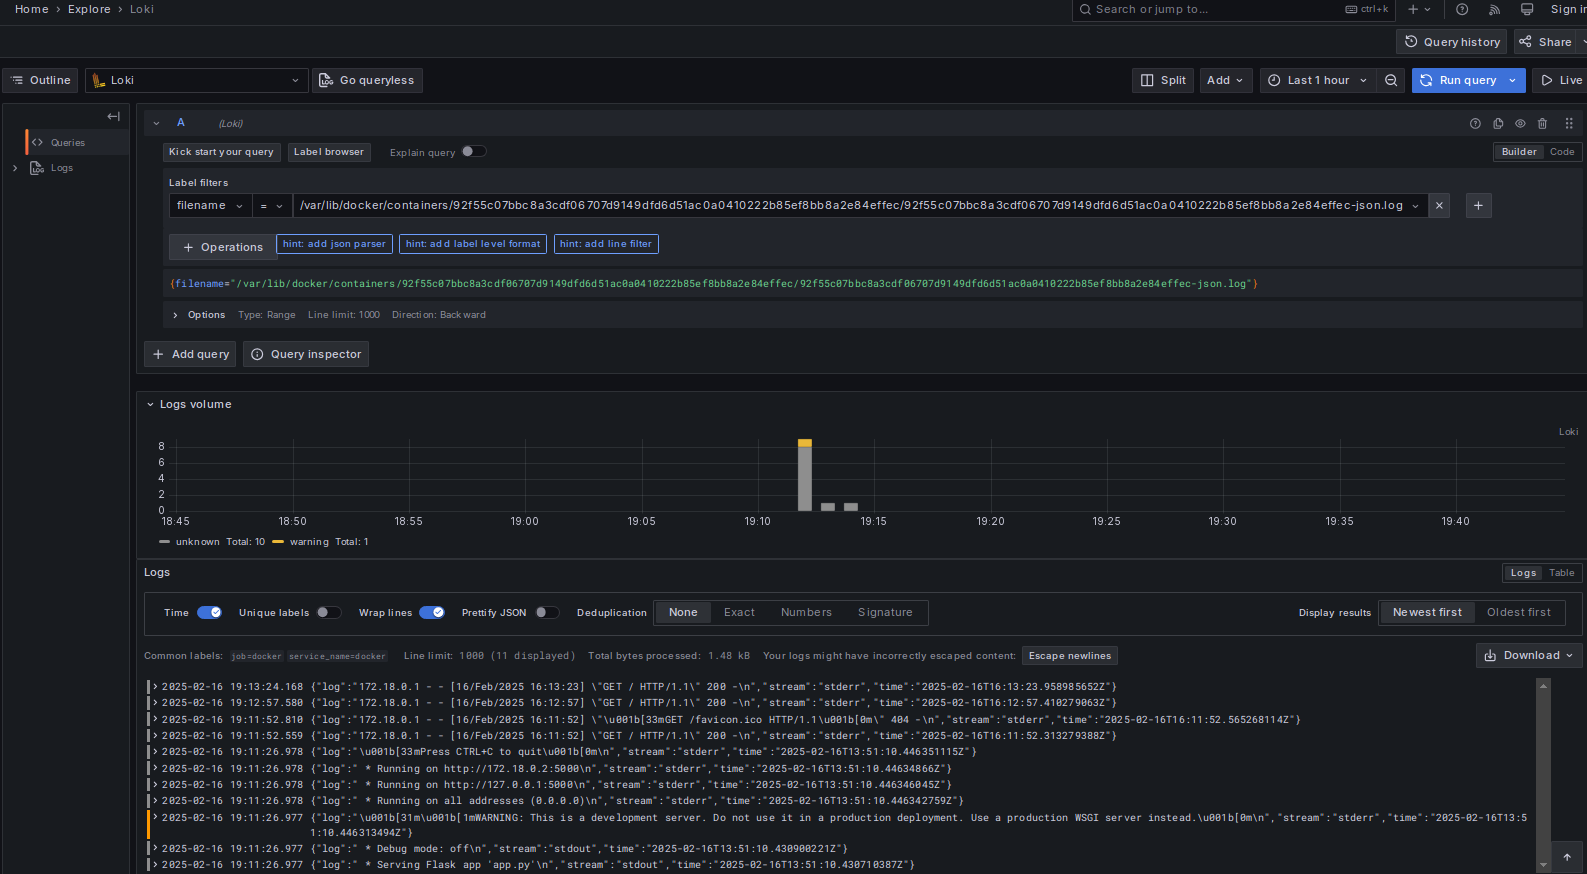 Home › Explore › Loki
Search or jump to... ctrl+k
Sign in
Query history
Share
Outline
Loki
Go queryless
Split
Add
Last 1 hour
Run query
Live
Queries
Logs
A (Loki)
Kick start your query
Label browser
Explain query
Builder
Code
Label filters
filename = /var/lib/docker/containers/92f55c07bbc8a3cdf06707d9149dfd6d51ac0a0410222b85ef8bb8a2e84effec/92f55c07bbc8a3cdf06707d9149dfd6d51ac0a0410222b85ef8bb8a2e84effec-json.log
+ Operations
hint: add json parser
hint: add label level format
hint: add line filter
{filename="/var/lib/docker/containers/92f55c07bbc8a3cdf06707d9149dfd6d51ac0a0410222b85ef8bb8a2e84effec/92f55c07bbc8a3cdf06707d9149dfd6d51ac0a0410222b85ef8bb8a2e84effec-json.log"}
Options Type: Range Line limit: 1000 Direction: Backward
+ Add query
Query inspector
Logs volume
Loki
8
6
4
2
0
18:45 18:50 18:55 19:00 19:05 19:10 19:15 19:20 19:25 19:30 19:35 19:40
unknown Total: 10 warning Total: 1
Logs
Logs Table
Time Unique labels Wrap lines Prettify JSON Deduplication None Exact Numbers Signature Display results Newest first Oldest first
Common labels: job=docker service_name=docker Line limit: 1000 (11 displayed) Total bytes processed: 1.48 kB Your logs might have incorrectly escaped content: Escape newlines Download
2025-02-16 19:13:24.168 {"log":"172.18.0.1 - - [16/Feb/2025 16:13:23] \"GET / HTTP/1.1\" 200 -\n","stream":"stderr","time":"2025-02-16T16:13:23.958985652Z"}
2025-02-16 19:12:57.580 {"log":"172.18.0.1 - - [16/Feb/2025 16:12:57] \"GET / HTTP/1.1\" 200 -\n","stream":"stderr","time":"2025-02-16T16:12:57.410279063Z"}
2025-02-16 19:11:52.810 {"log":"172.18.0.1 - - [16/Feb/2025 16:11:52] \"\u001b[33mGET /favicon.ico HTTP/1.1\u001b[0m\" 404 -\n","stream":"stderr","time":"2025-02-16T16:11:52.565268114Z"}
2025-02-16 19:11:52.559 {"log":"172.18.0.1 - - [16/Feb/2025 16:11:52] \"GET / HTTP/1.1\" 200 -\n","stream":"stderr","time":"2025-02-16T16:11:52.313279388Z"}
2025-02-16 19:11:26.978 {"log":"\u001b[33mPress CTRL+C to quit\u001b[0m\n","stream":"stderr","time":"2025-02-16T13:51:10.446351115Z"}
2025-02-16 19:11:26.978 {"log":" * Running on http://172.18.0.2:5000\n","stream":"stderr","time":"2025-02-16T13:51:10.44634866Z"}
2025-02-16 19:11:26.978 {"log":" * Running on http://127.0.0.1:5000\n","stream":"stderr","time":"2025-02-16T13:51:10.446346045Z"}
2025-02-16 19:11:26.978 {"log":" * Running on all addresses (0.0.0.0)\n","stream":"stderr","time":"2025-02-16T13:51:10.446342759Z"}
2025-02-16 19:11:26.977 {"log":"\u001b[31m\u001b[1mWARNING: This is a development server. Do not use it in a production deployment. Use a production WSGI server instead.\u001b[0m\n","stream":"stderr","time":"2025-02-16T13:5
1:10.446313494Z"}
2025-02-16 19:11:26.977 {"log":" * Debug mode: off\n","stream":"stdout","time":"2025-02-16T13:51:10.430900221Z"}
2025-02-16 19:11:26.977 {"log":" * Serving Flask app 'app.py'\n","stream":"stdout","time":"2025-02-16T13:51:10.430710387Z"}